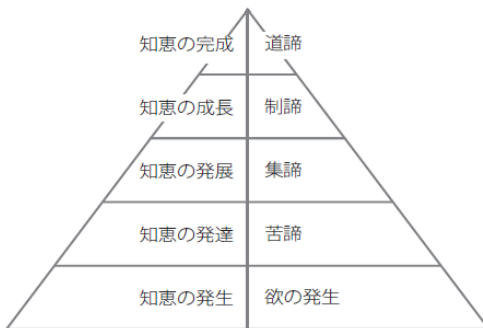 知恵の完成 道諦
知恵の成長 制諦
知恵の発展 集諦
知恵の発達 苦諦
知恵の発生 欲の発生